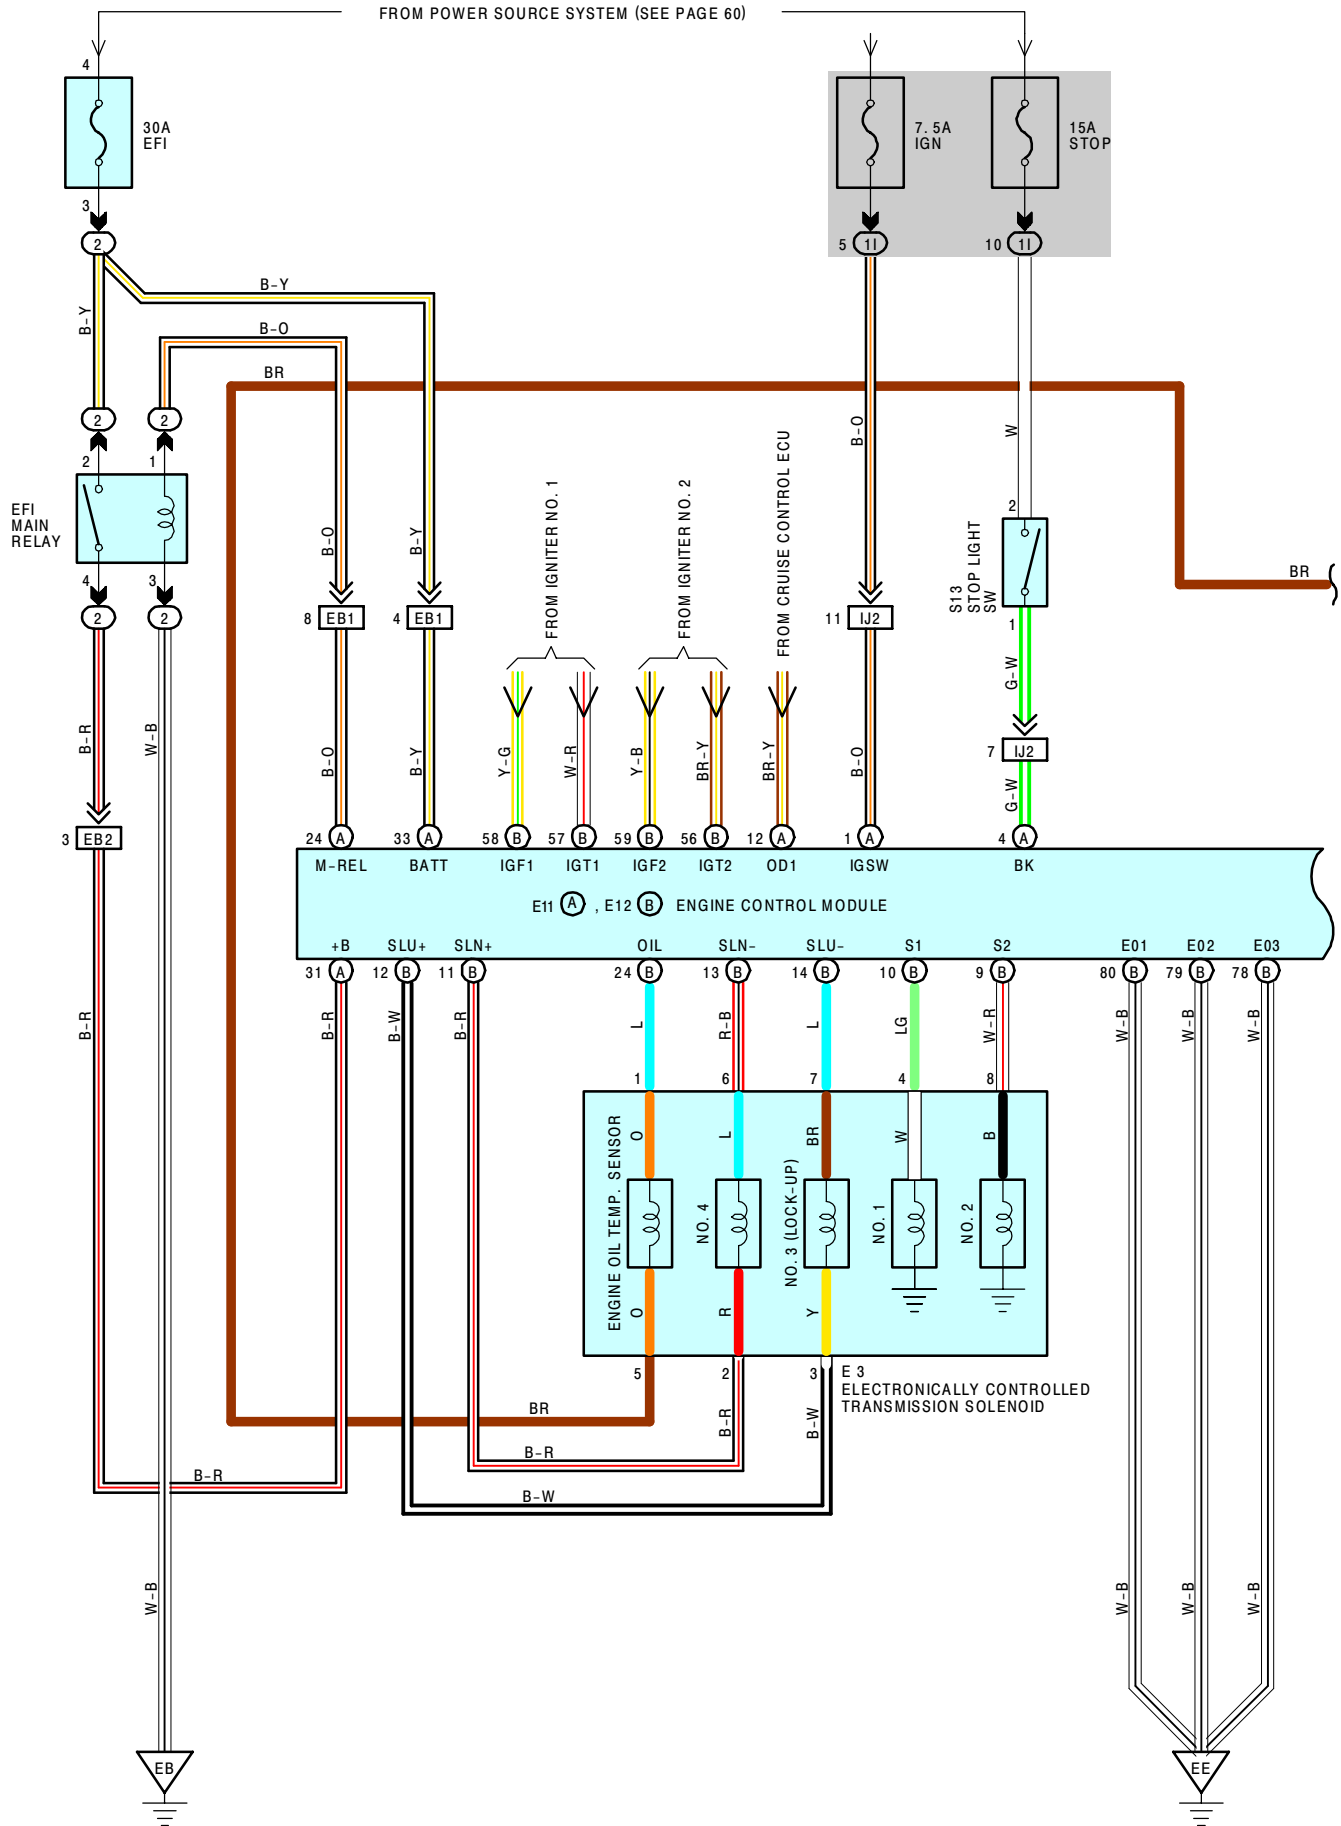 FROM POWER SOURCE SYSTEM (SEE PAGE 60)
4
30A
EFI
7.5A
IGN
15A
STOP
3
2
5
1I
10
1I
B-Y
B-Y
B-O
BR
2
2
2
1
EFI
MAIN
RELAY
4
3
2
2
B-O
B-Y
8
EB1
4
EB1
FROM IGNITER NO. 1
FROM IGNITER NO. 2
FROM CRUISE CONTROL ECU
B-O
W
11
IJ2
2
S13
STOP LIGHT
SW
1
BR
G-W
7
IJ2
B-R
W-B
B-O
B-Y
Y-G
W-R
Y-B
BR-Y
BR-Y
B-O
G-W
3
EB2
24
A
33
A
58
B
57
B
59
B
56
B
12
A
1
A
4
A
M-REL
BATT
IGF1
IGT1
IGF2
IGT2
OD1
IGSW
BK
E11 A , E12 B ENGINE CONTROL MODULE
+B
SLU+
SLN+
OIL
SLN-
SLU-
S1
S2
E01
E02
E03
31
A
12
B
11
B
24
B
13
B
14
B
10
B
9
B
80
B
79
B
78
B
B-R
B-R
B-W
B-R
L
R-B
L
LG
W-R
W-B
W-B
W-B
1
6
7
4
8
ENGINE OIL TEMP. SENSOR
O
L
BR
W
B
NO. 4
NO. 3 (LOCK-UP)
NO. 1
NO. 2
O
R
Y
5
2
3
E 3
ELECTRONICALLY CONTROLLED
TRANSMISSION SOLENOID
BR
B-R
B-W
B-R
B-R
B-W
W-B
W-B
W-B
W-B
EB
EE